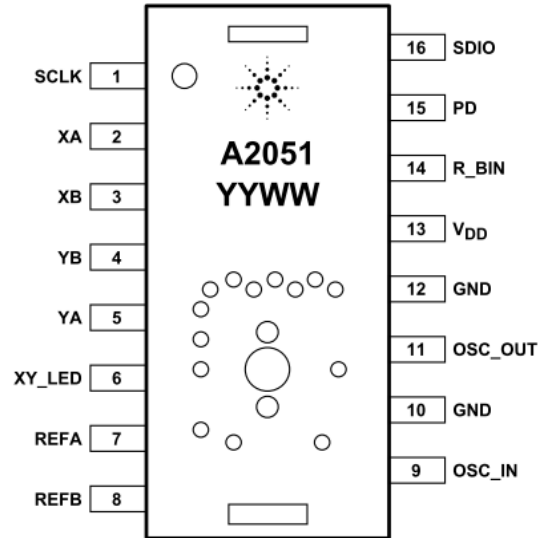 SCLK 1
XA 2
XB 3
YB 4
YA 5
XY_LED 6
REFA 7
REFB 8
A2051
YYWW
16 SDIO
15 PD
14 R_BIN
13 VDD
12 GND
11 OSC_OUT
10 GND
9 OSC_IN